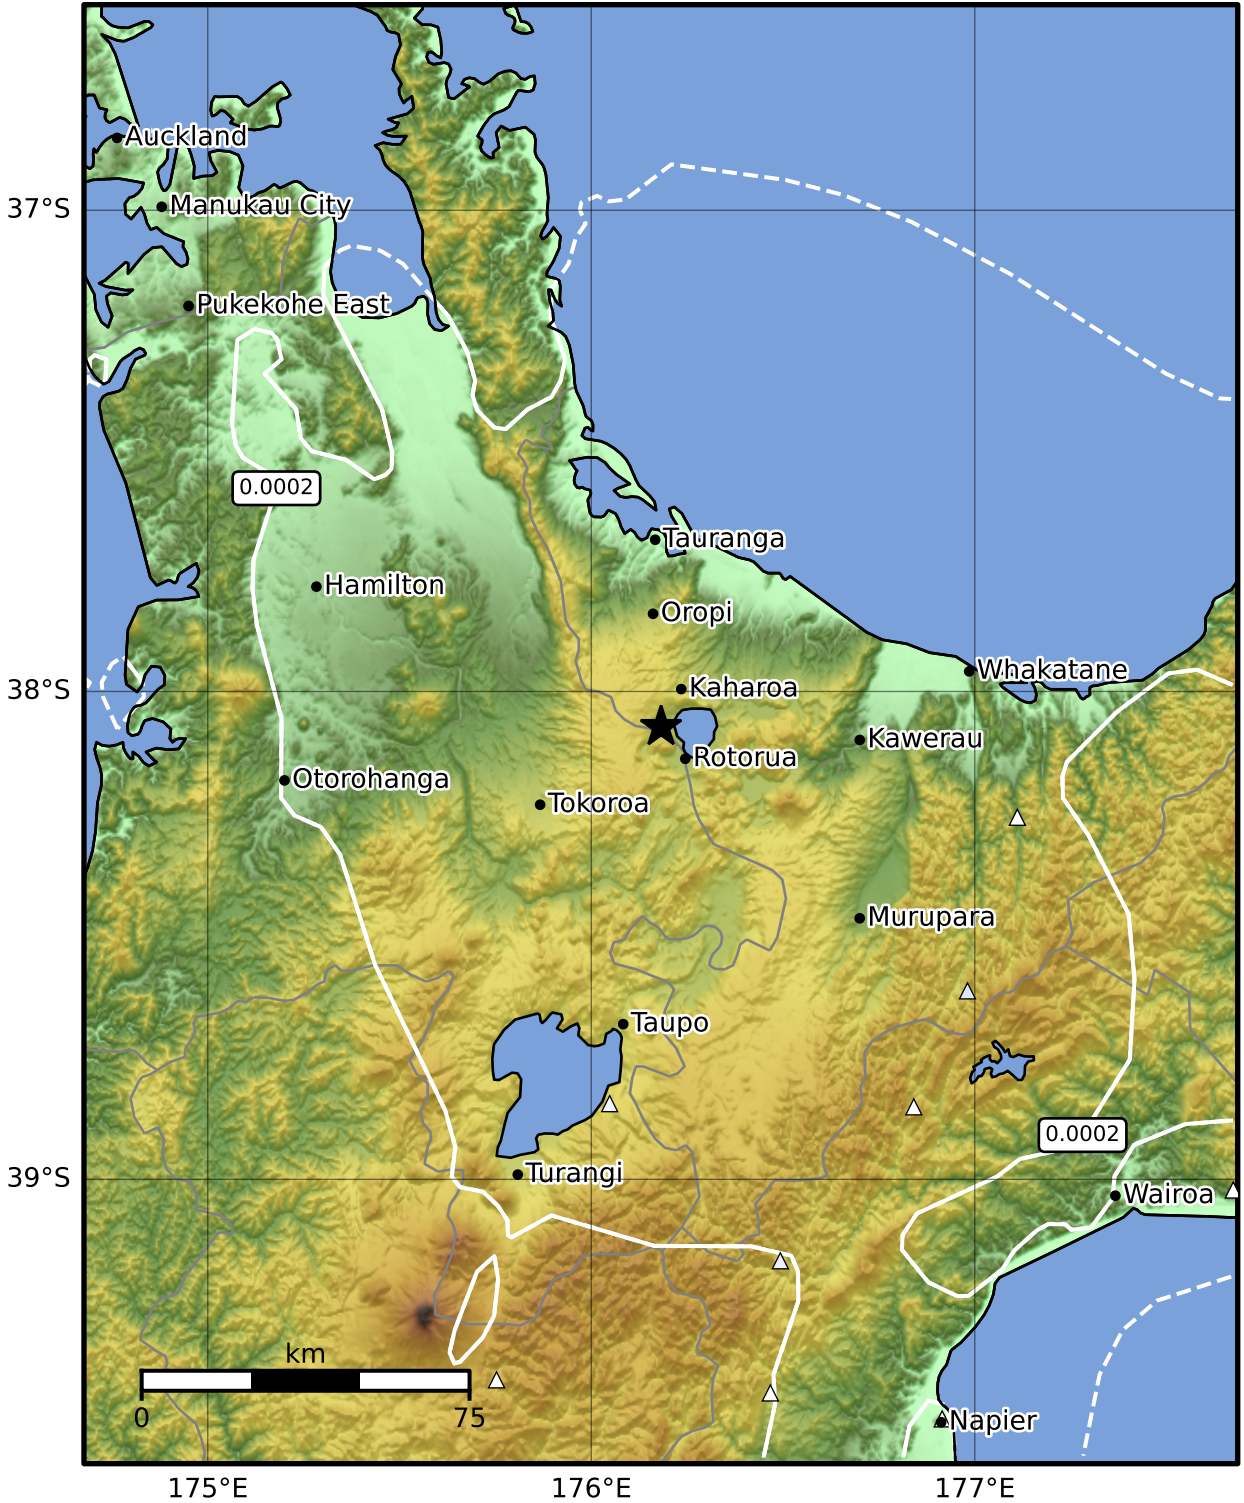 Auckland
Manukau City
37°S
Pukekohe East
0.0002
Tauranga
Hamilton
Oropi
Whakatane
38°S
Kaharoa
Kawerau
Rotorua
Otorohanga
Tokoroa
Murupara
Taupo
0.0002
39°S
Turangi
Wairoa
km
0
75
Napier
175°E
176°E
177°E